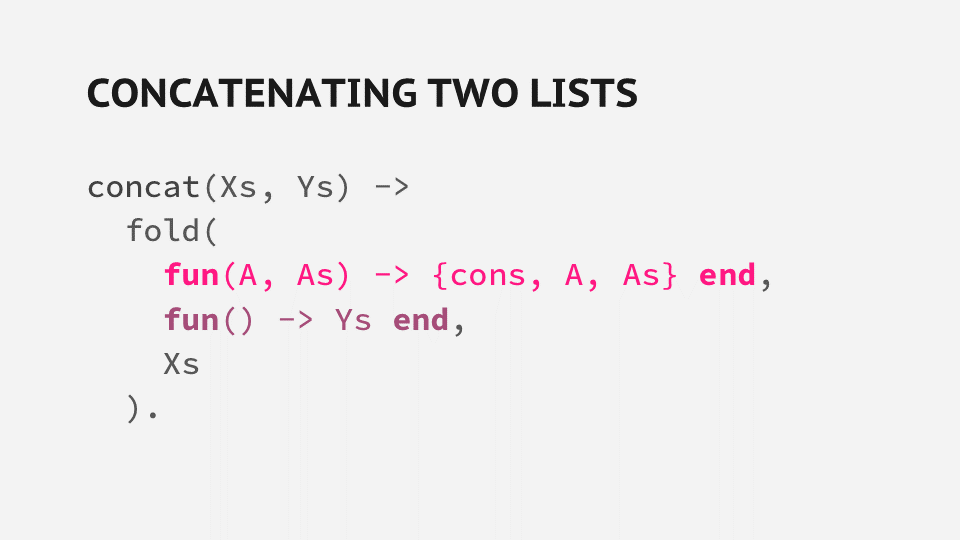 CONCATENATING TWO LISTS
concat(Xs, Ys) ->
  fold(
    fun(A, As) -> {cons, A, As} end,
    fun() -> Ys end,
    Xs
  ).